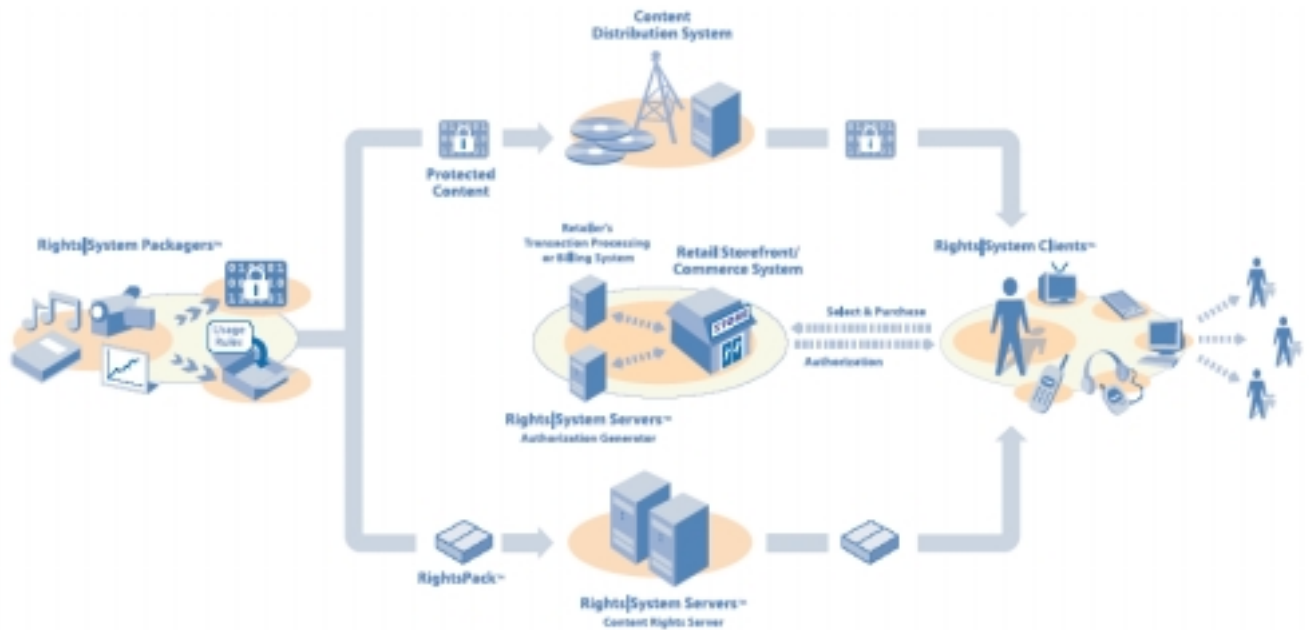 Content
Distribution System
Protected
Content
Rights|System Packagers™
Usage
Rules
Retailer's
Transaction Processing
or Billing System
Retail Storefront/
Commerce System
STORE
Rights|System Clients™
Select & Purchase
Authorization
Rights|System Servers™
Authorization Generator
RightsPack™
Rights|System Servers™
Content Rights Server